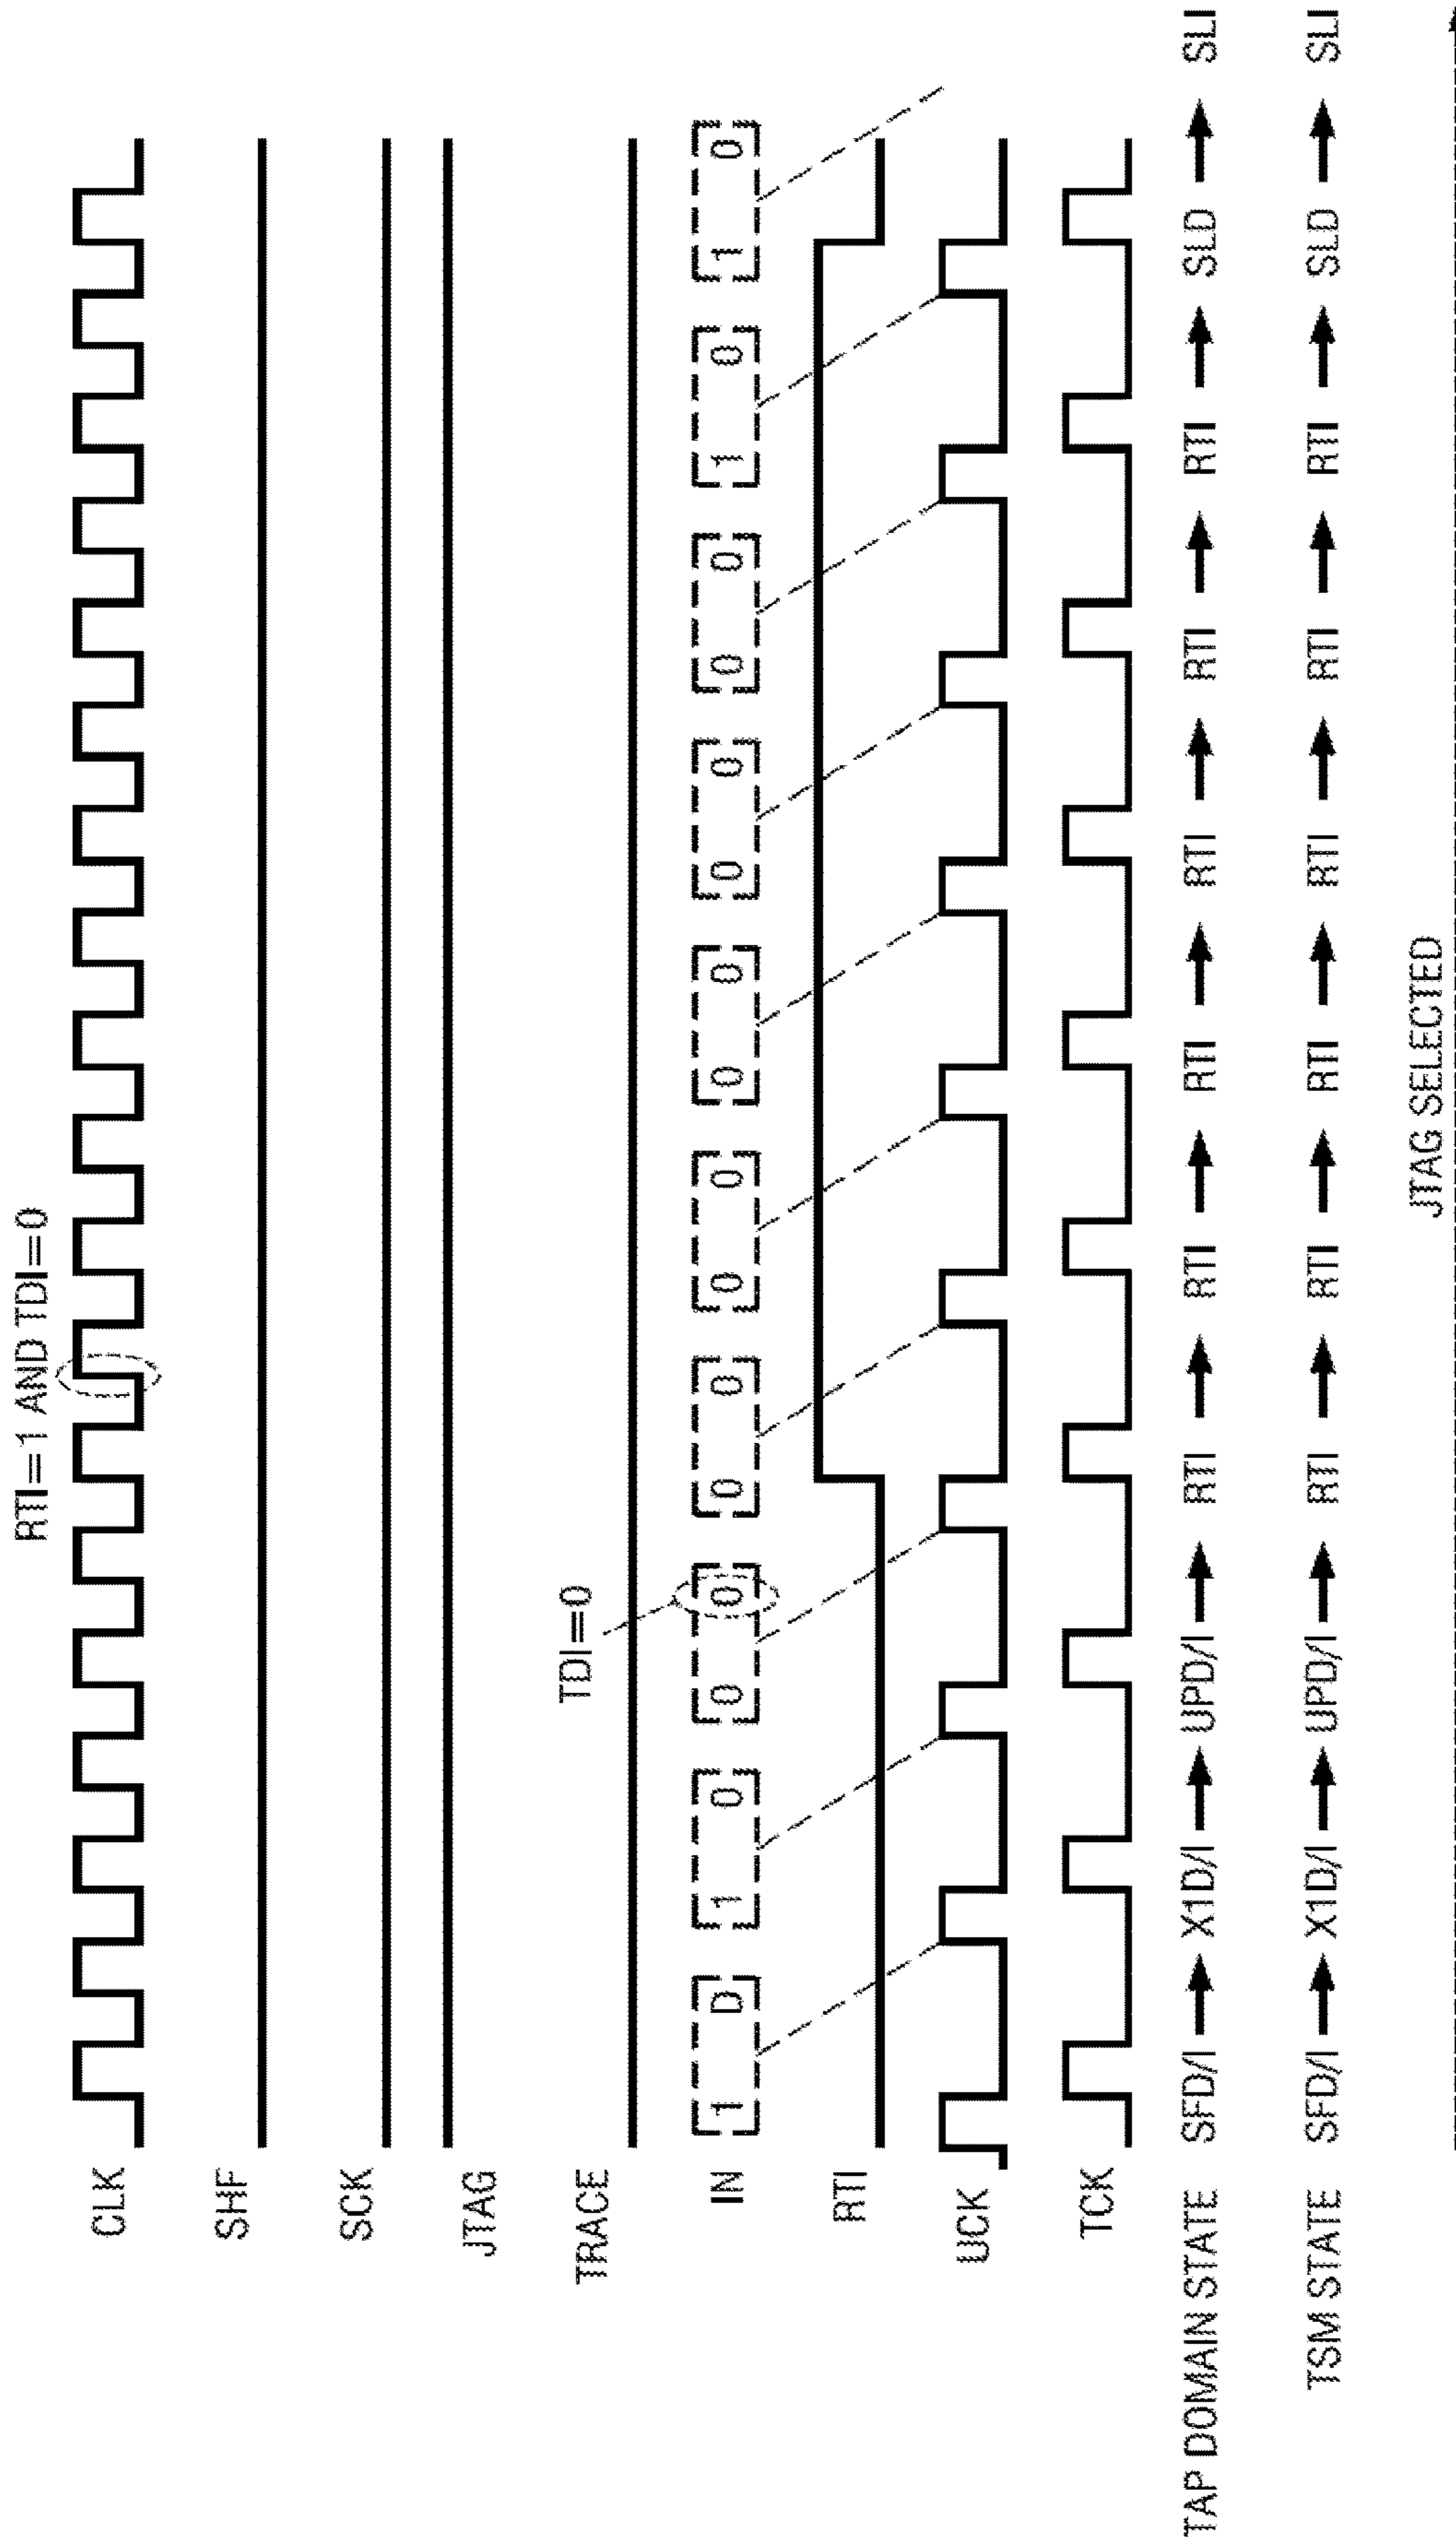 RTI=1 AND TDI=0
CLK
SHF
SCK
JTAG
TDI=0
TRACE
IN 1 D 1 0 0 0 0 0 0 0 0 0 0 0 0 0 1 0 1 0
RTI
UCK
TCK
TAP DOMAIN STATE SFD/I → X1D/I → UPD/I → RTI → RTI → RTI → RTI → RTI → RTI → SLD → SLI
TSM STATE SFD/I → X1D/I → UPD/I → RTI → RTI → RTI → RTI → RTI → RTI → SLD → SLI
JTAG SELECTED